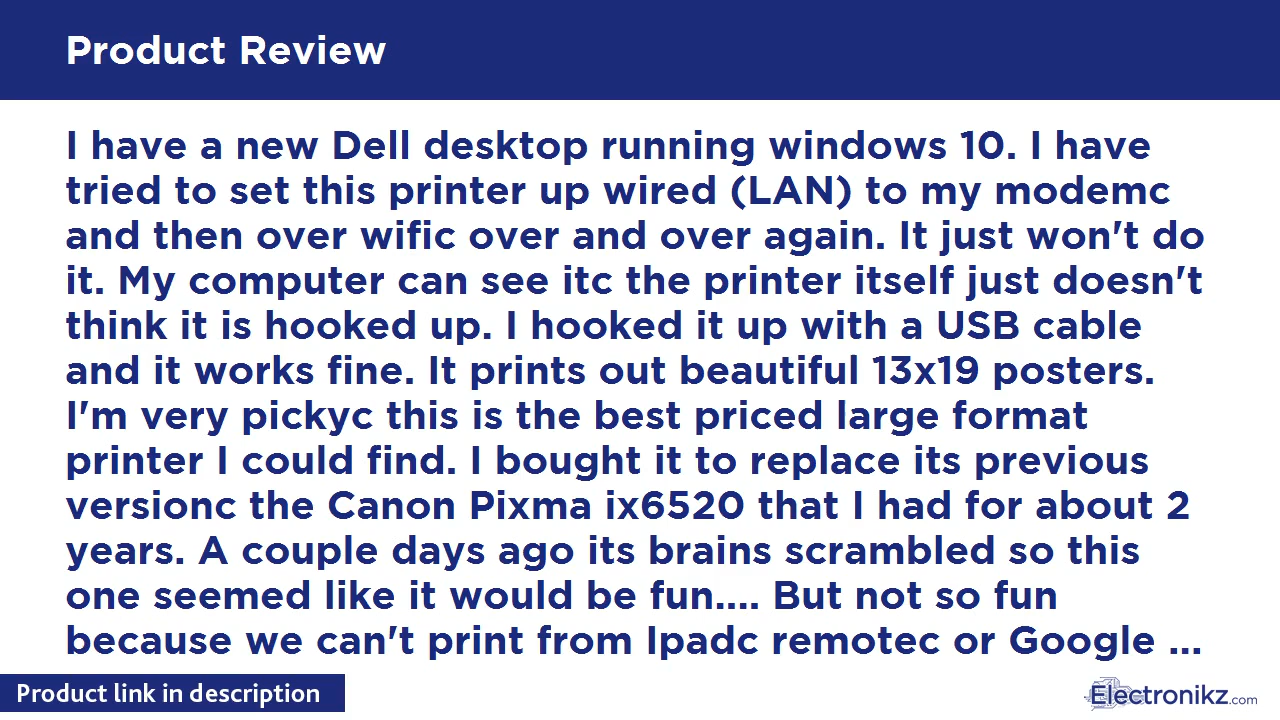 Product Review
I have a new Dell desktop running windows 10. I have
tried to set this printer up wired (LAN) to my modemc
and then over wific over and over again. It just won't do
it. My computer can see itc the printer itself just doesn't
think it is hooked up. I hooked it up with a USB cable
and it works fine. It prints out beautiful 13x19 posters.
I'm very pickyc this is the best priced large format
printer I could find. I bought it to replace its previous
versionc the Canon Pixma ix6520 that I had for about 2
years. A couple days ago its brains scrambled so this
one seemed like it would be fun.... But not so fun
because we can't print from Ipadc remotec or Google ...
Product link in description
Electronikz.com